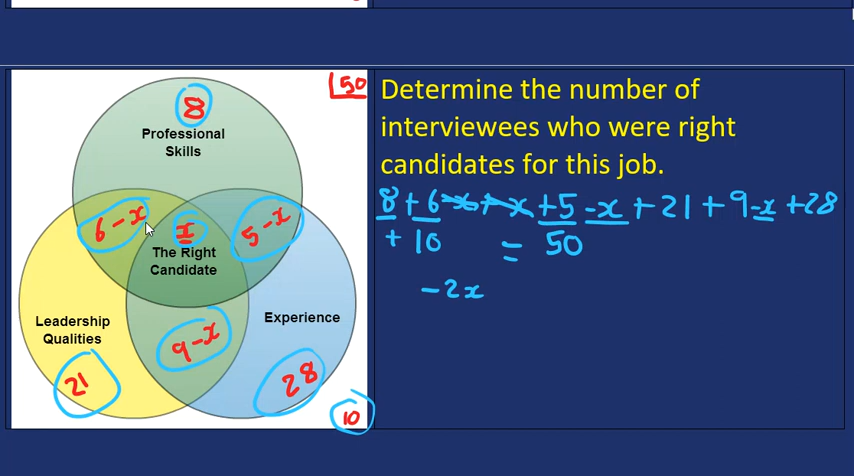 8
50
Professional
Skills
6-x
x
5-x
The Right
Candidate
Leadership
Qualities
Experience
9-x
21
28
10
Determine the number of
interviewees who were right
candidates for this job.
8 + 6 - x + x + 5 - x + 21 + 9 - x + 28
+ 10 = 50
-2x